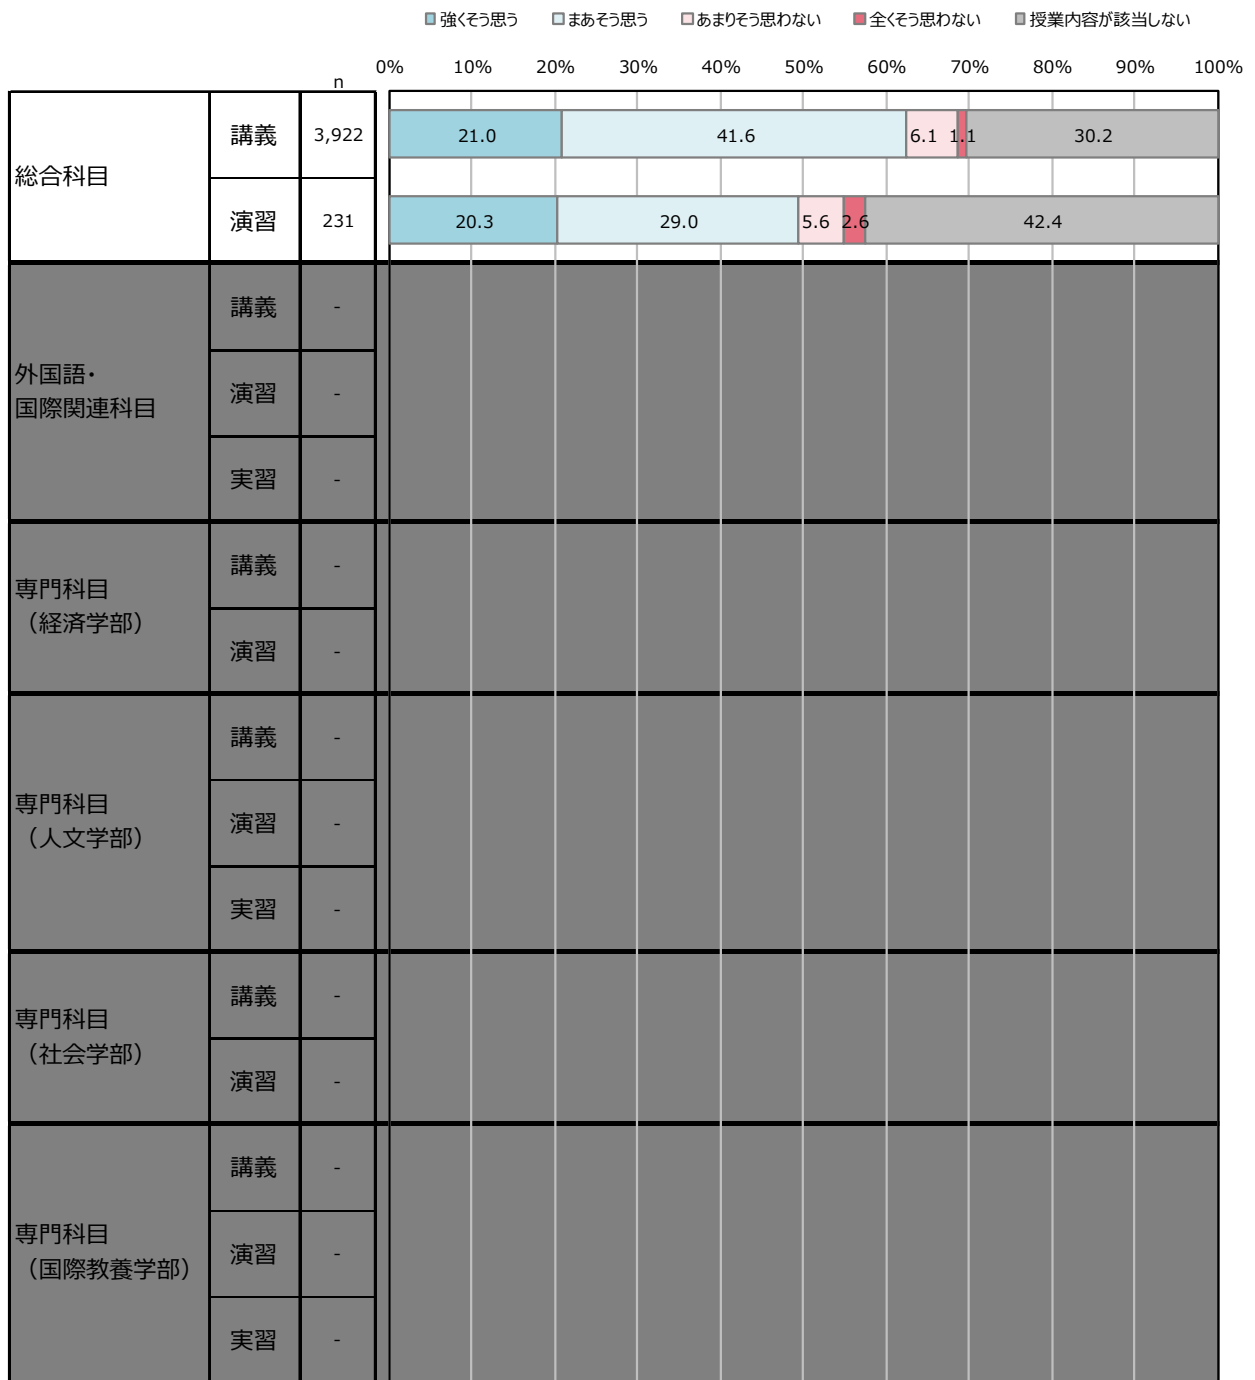 強くそう思う まあそう思う あまりそう思わない 全くそう思わない 授業内容が該当しない
n
0% 10% 20% 30% 40% 50% 60% 70% 80% 90% 100%
総合科目
講義 3,922 21.0 41.6 6.1 1.1 30.2
演習 231 20.3 29.0 5.6 2.6 42.4
外国語・
国際関連科目
講義 -
演習 -
実習 -
専門科目
（経済学部）
講義 -
演習 -
専門科目
（人文学部）
講義 -
演習 -
実習 -
専門科目
（社会学部）
講義 -
演習 -
専門科目
（国際教養学部）
講義 -
演習 -
実習 -